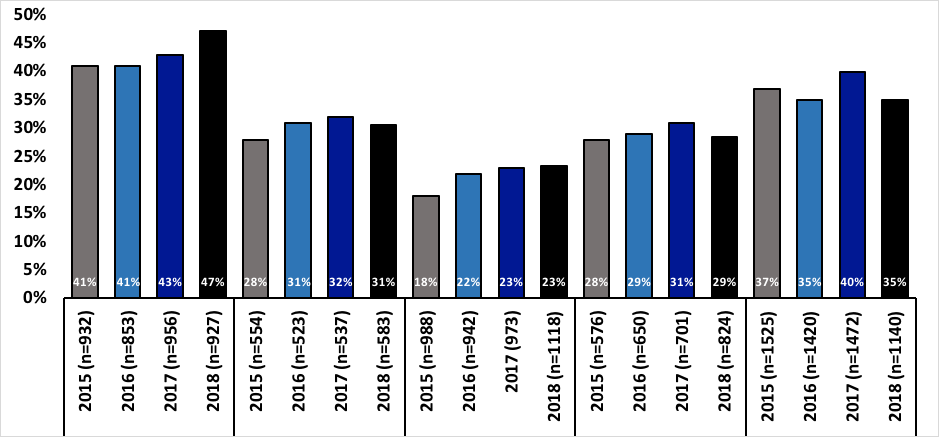 50%
45%
40%
35%
30%
25%
20%
15%
10%
5%
0%
41%
41%
43%
47%
28%
31%
32%
31%
18%
22%
23%
23%
28%
29%
31%
29%
37%
35%
40%
35%
2015 (n=932)
2016 (n=853)
2017 (n=956)
2018 (n=927)
2015 (n=554)
2016 (n=523)
2017 (n=537)
2018 (n=583)
2015 (n=988)
2016 (n=942)
2017 (973)
2018 (n=1118)
2015 (n=576)
2016 (n=650)
2017 (n=701)
2018 (n=824)
2015 (n=1525)
2016 (n=1420)
2017 (n=1472)
2018 (n=1140)